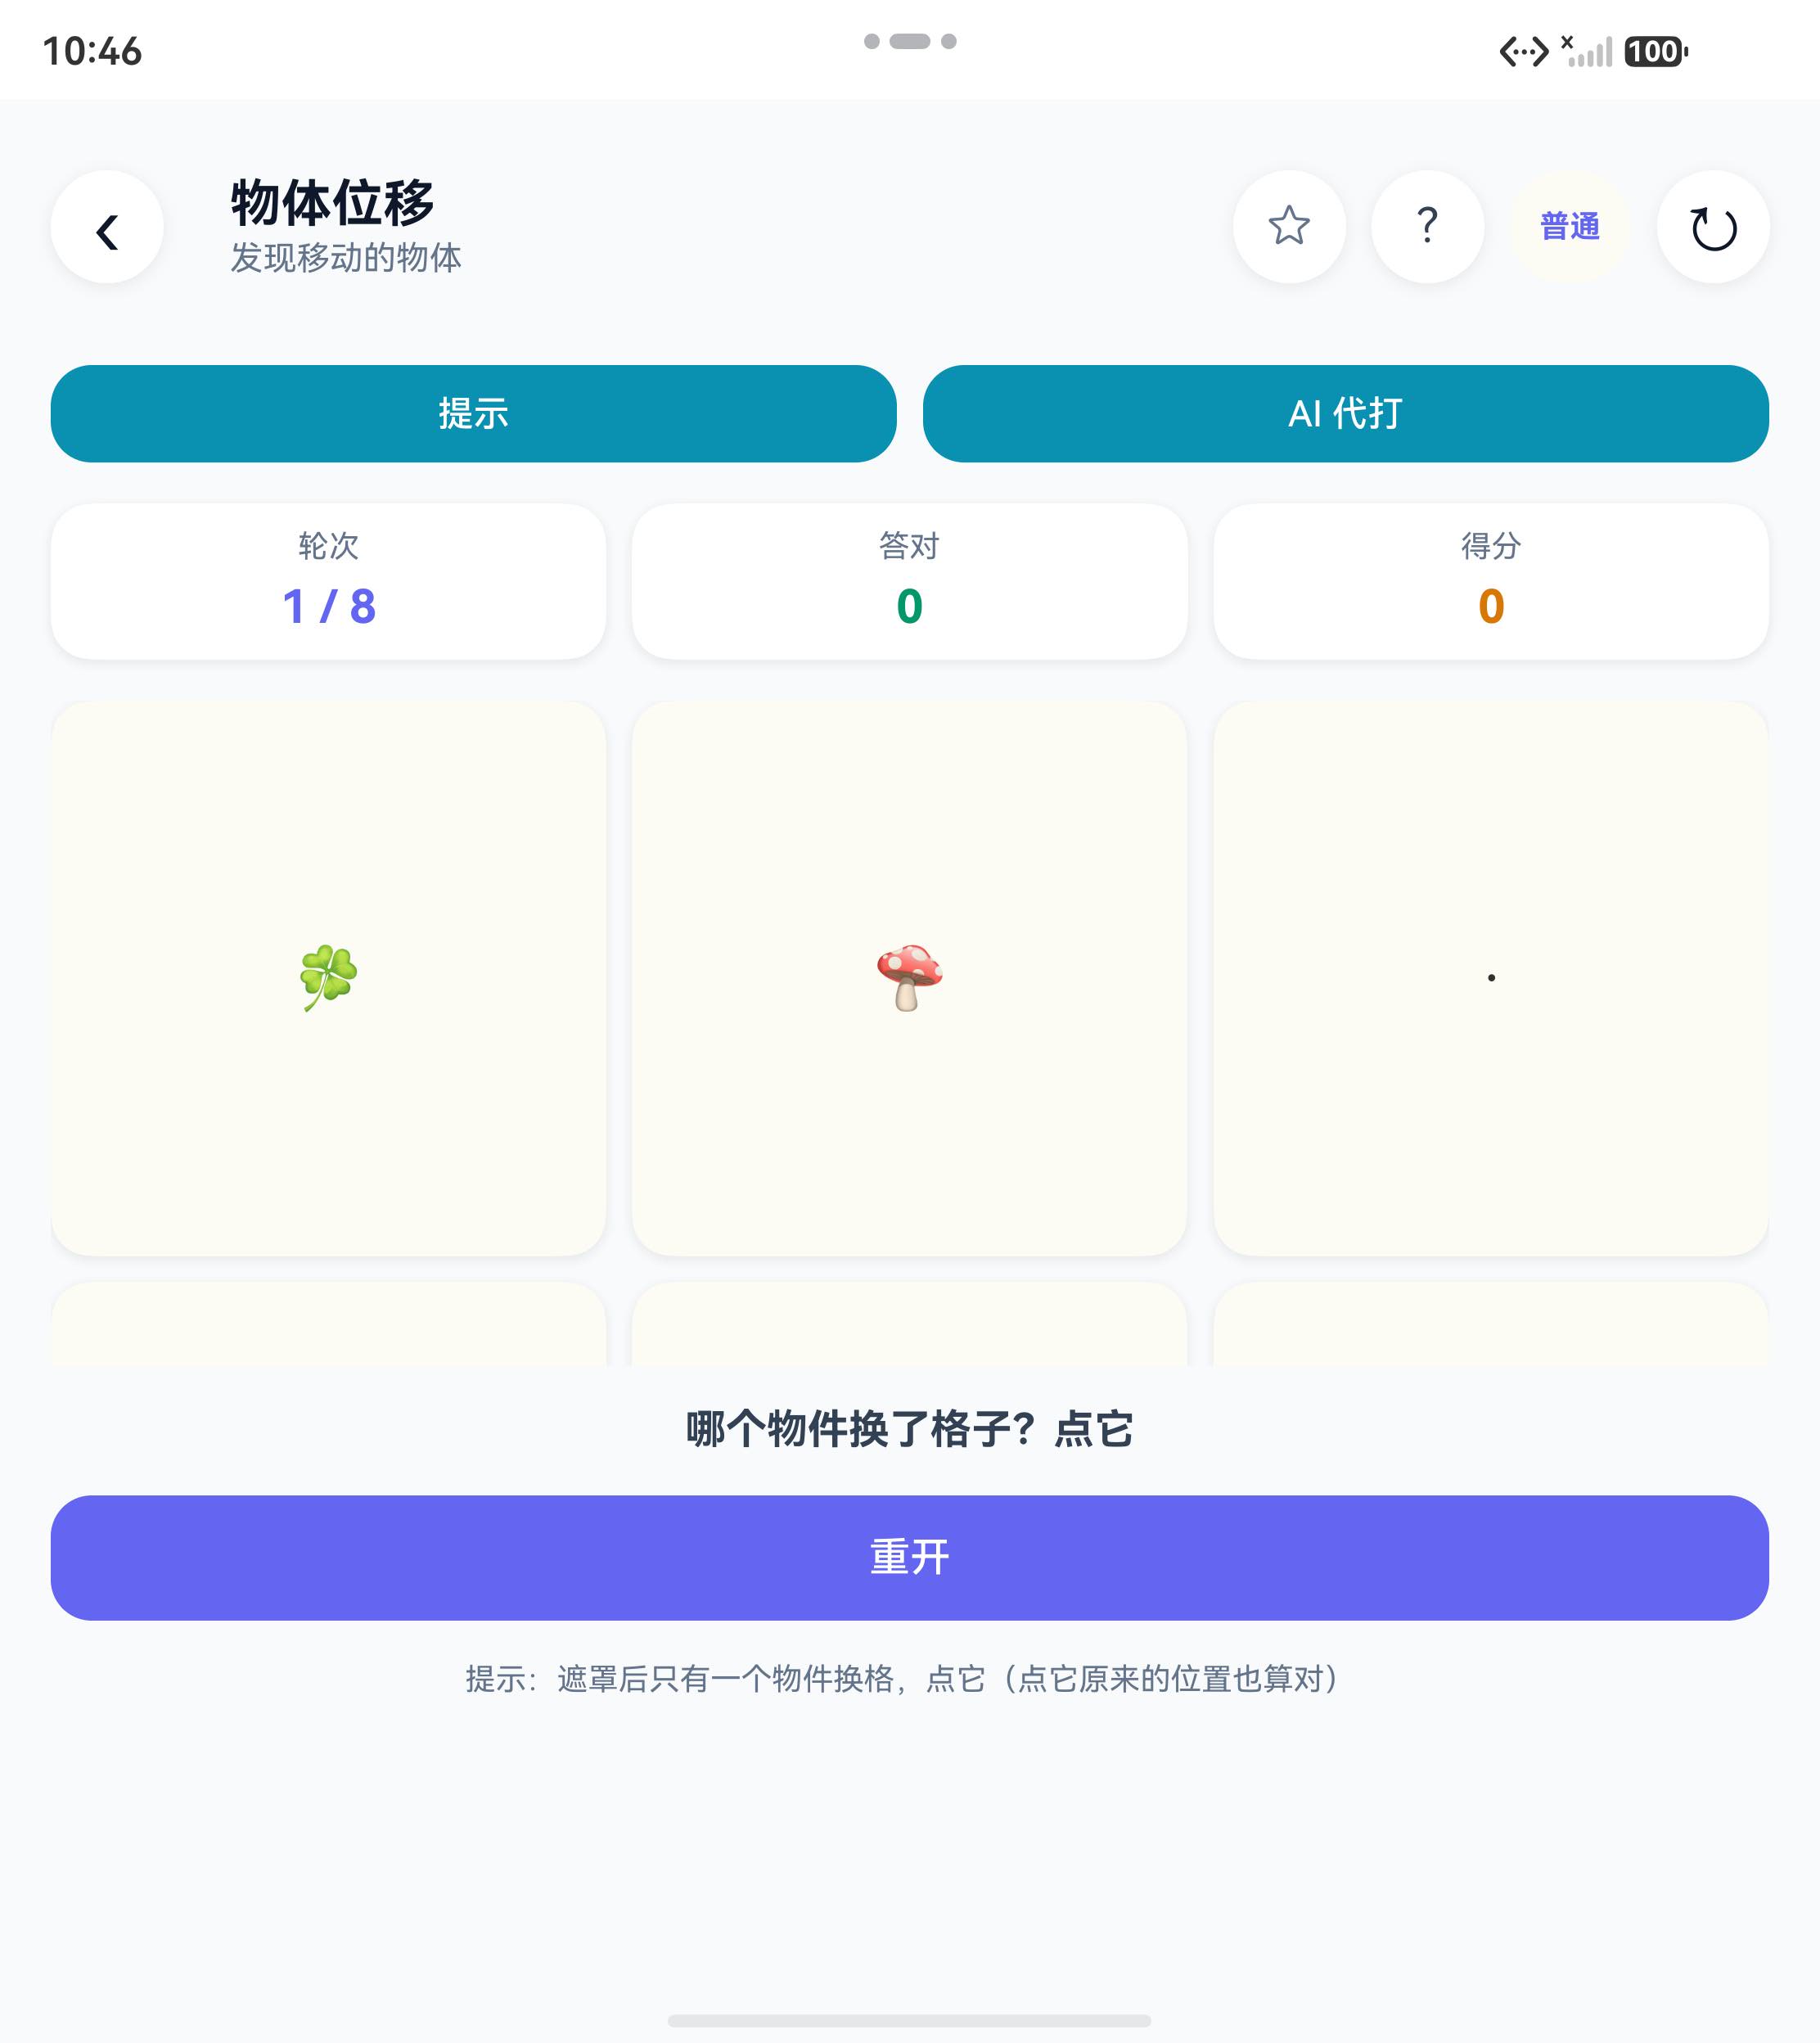 10:46
100
物体位移
发现移动的物体
?
普通
提示
AI 代打
轮次
答对
得分
1 / 8
0
0
哪个物件换了格子？点它
重开
提示：遮罩后只有一个物件换格，点它（点它原来的位置也算对）